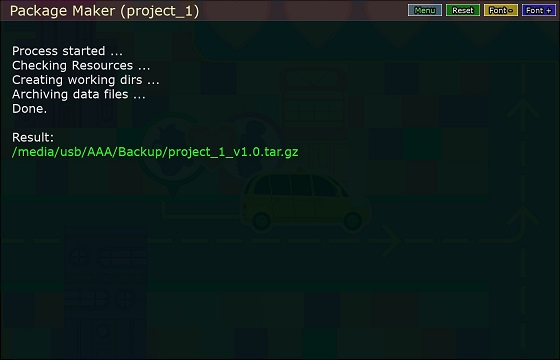 Package Maker (project_1)
Menu
Reset
Font -
Font +
Process started ...
Checking Resources ...
Creating working dirs ...
Archiving data files ...
Done.
Result:
/media/usb/AAA/Backup/project_1_v1.0.tar.gz